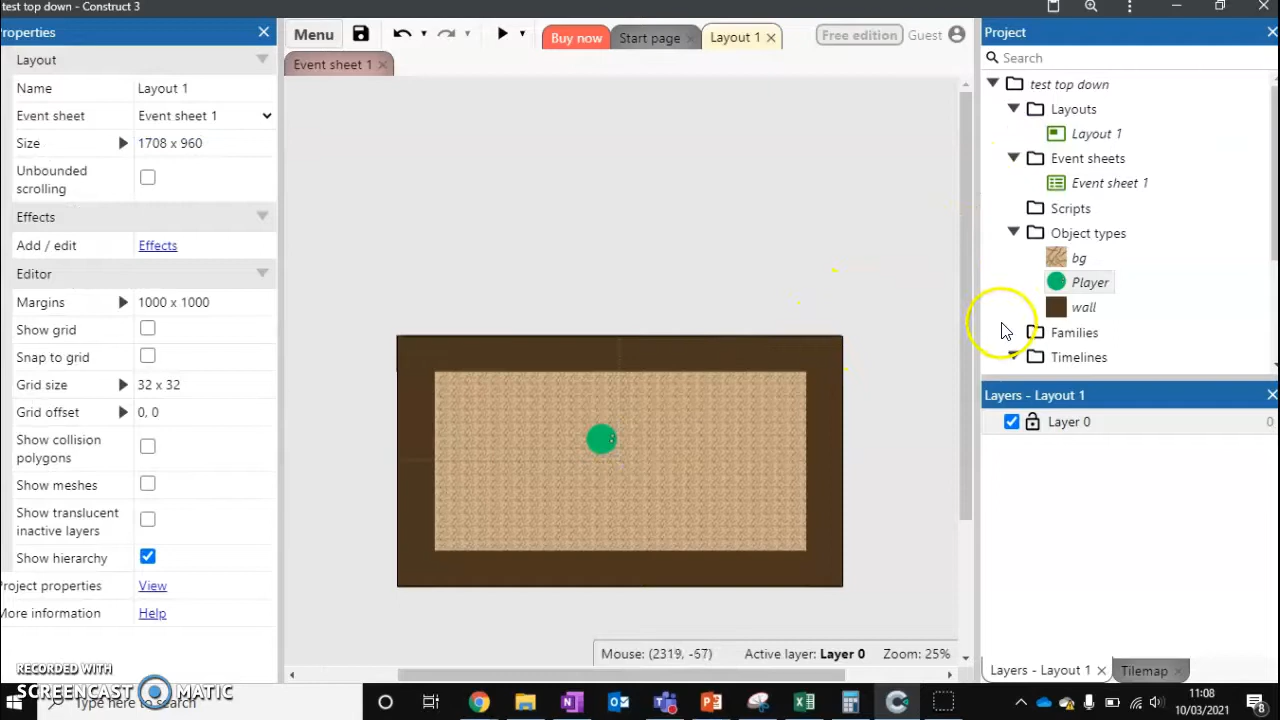 test top down - Construct 3
Properties
Layout
Name Layout 1
Event sheet Event sheet 1
Size 1708 x 960
Unbounded
scrolling
Effects
Add / edit Effects
Editor
Margins 1000 x 1000
Show grid
Snap to grid
Grid size 32 x 32
Grid offset 0, 0
Show collision
polygons
Show meshes
Show translucent
inactive layers
Show hierarchy
Project properties View
More information Help
Menu
Buy now
Start page
Layout 1
Free edition
Guest
Event sheet 1
Mouse: (2319, -57) Active layer: Layer 0 Zoom: 25%
Project
Search
test top down
Layouts
Layout 1
Event sheets
Event sheet 1
Scripts
Object types
bg
Player
wall
Families
Timelines
Layers - Layout 1
Layer 0 0
Layers - Layout 1
Tilemap
RECORDED WITH
SCREENCAST MATIC
Type here to search
11:08
10/03/2021